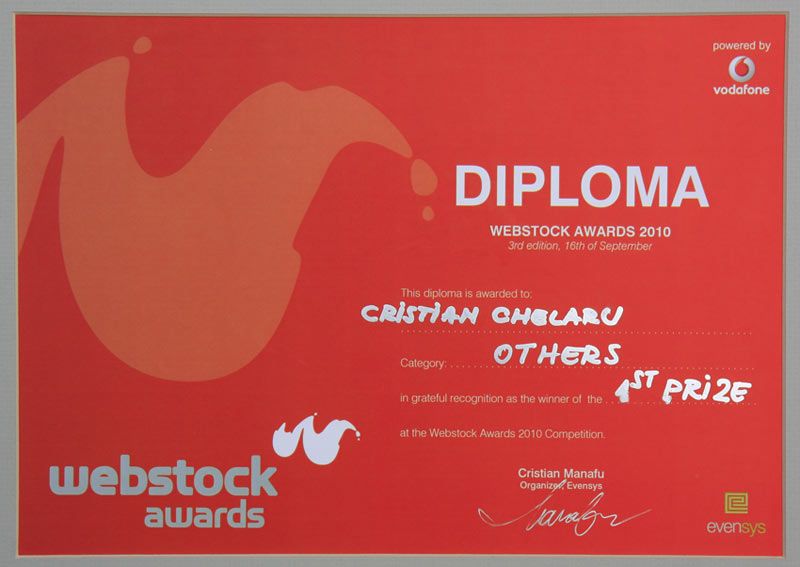 powered by
vodafone
DIPLOMA
WEBSTOCK AWARDS 2010
3rd edition, 16th of September
This diploma is awarded to:
CRISTIAN CHELARU
Category: OTHERS
in grateful recognition as the winner of the 1ST PRIZE
at the Webstock Awards 2010 Competition.
Cristian Manafu
Organizer, Evensys
webstock
awards
evensys